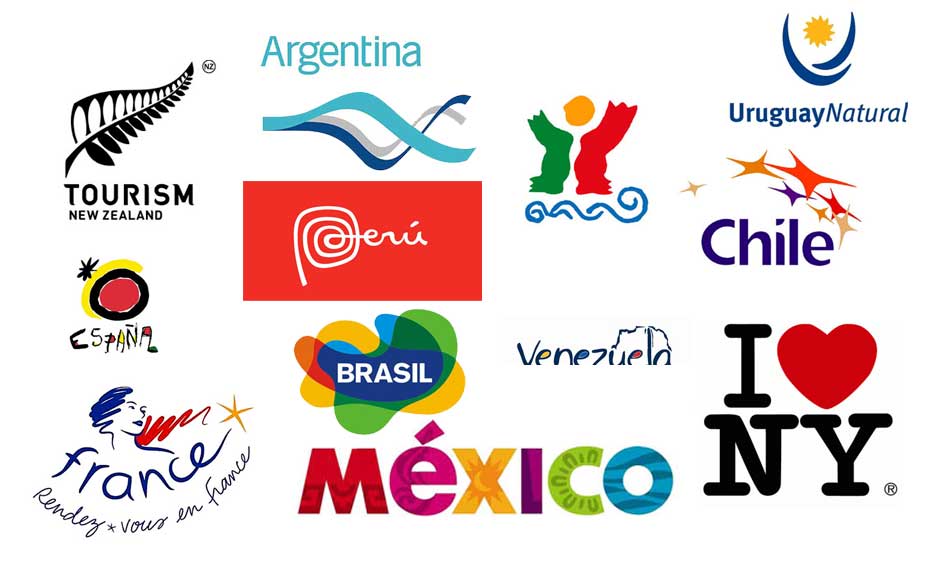 Argentina
UruguayNatural
NZ
TOURISM
NEW ZEALAND
Perú
Chile
ESPAÑA
BRASIL
Venezuela
I
NY
®
france
Rendez * vous en France
México